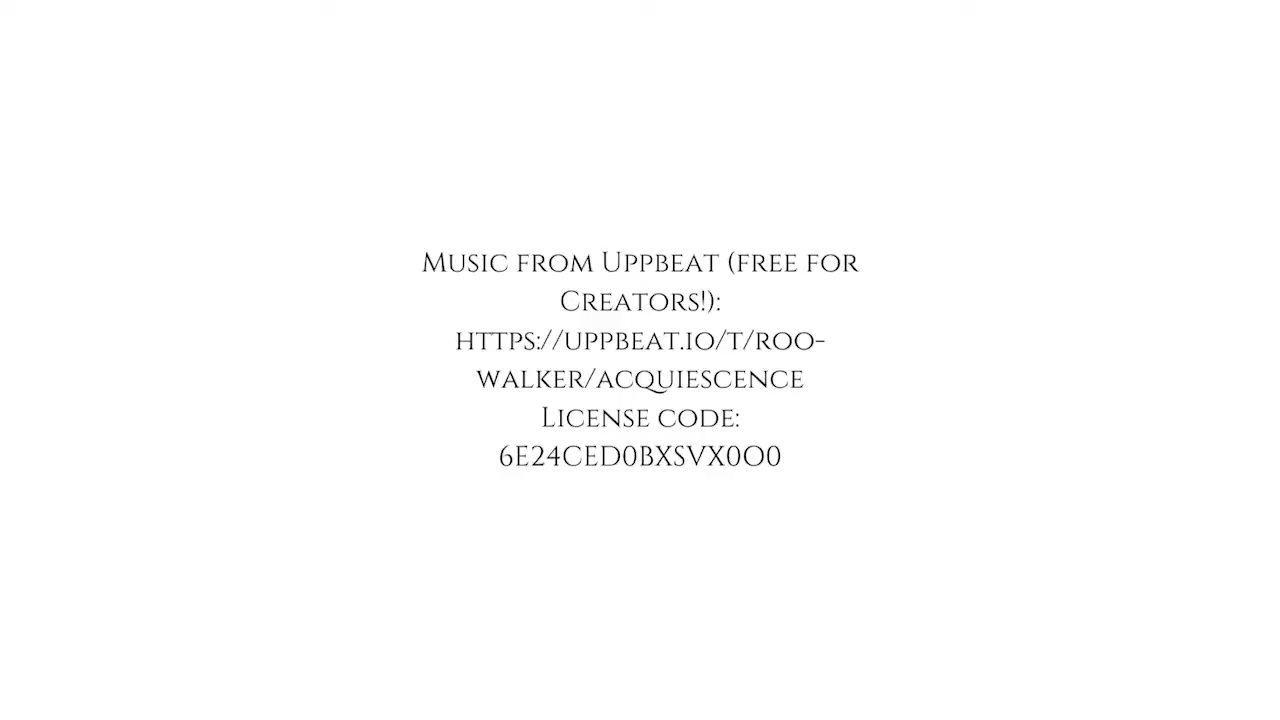 Music from Uppbeat (free for
Creators!):
https://uppbeat.io/t/roo-
walker/acquiescence
License code:
6E24CED0BXSVX0O0